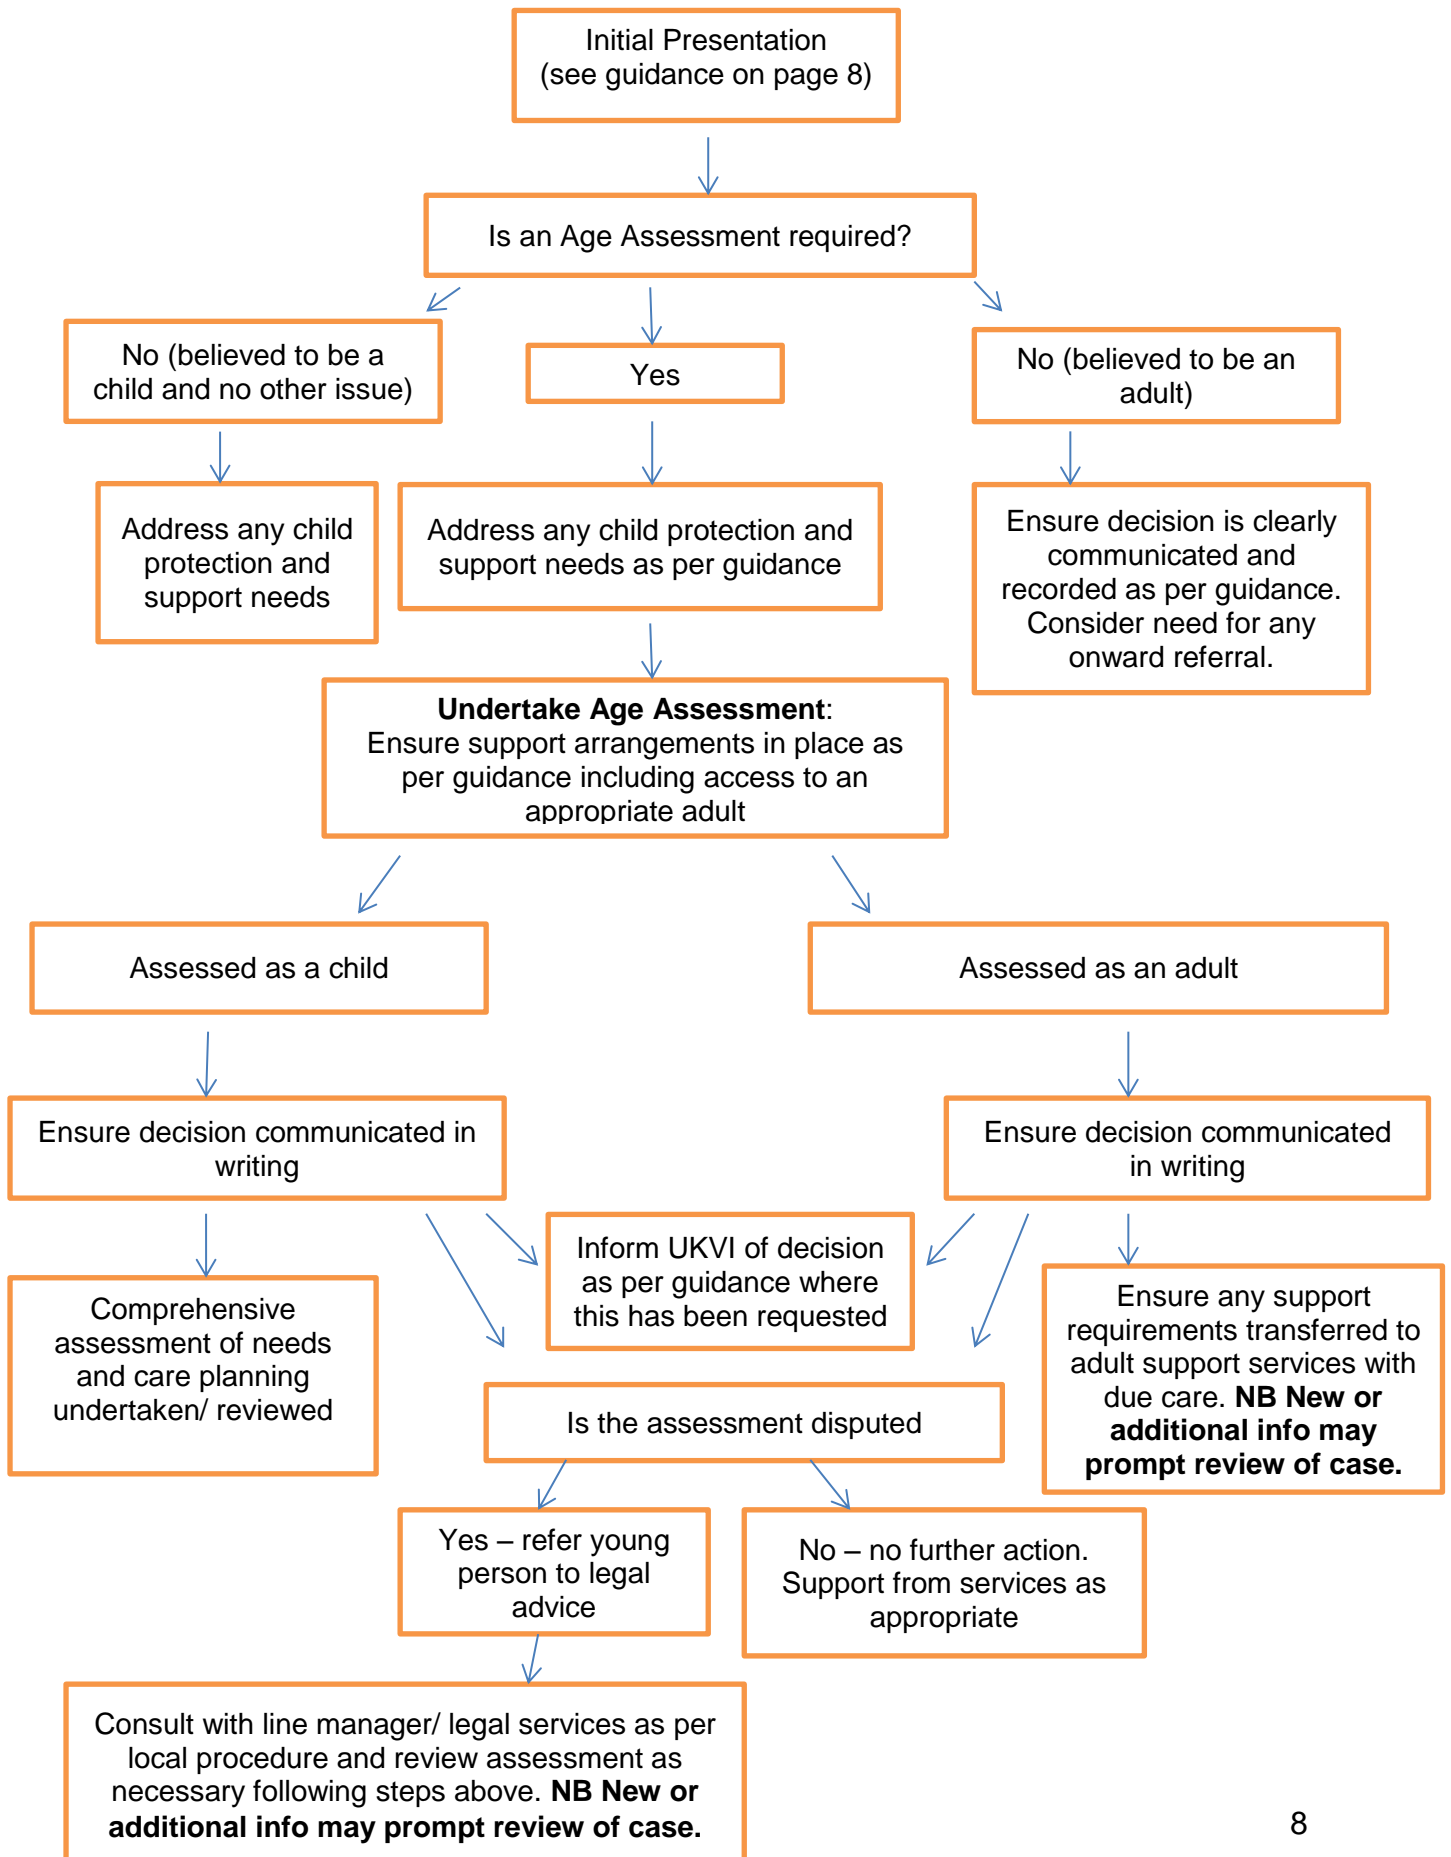 Initial Presentation
(see guidance on page 8)
Is an Age Assessment required?
No (believed to be a
child and no other issue)
Yes
No (believed to be an
adult)
Address any child
protection and
support needs
Address any child protection and
support needs as per guidance
Ensure decision is clearly
communicated and
recorded as per guidance.
Consider need for any
onward referral.
Undertake Age Assessment:
Ensure support arrangements in place as
per guidance including access to an
appropriate adult
Assessed as a child
Assessed as an adult
Ensure decision communicated in
writing
Ensure decision communicated
in writing
Comprehensive
assessment of needs
and care planning
undertaken/ reviewed
Inform UKVI of decision
as per guidance where
this has been requested
Ensure any support
requirements transferred to
adult support services with
due care. NB New or
additional info may
prompt review of case.
Is the assessment disputed
Yes – refer young
person to legal
advice
No – no further action.
Support from services as
appropriate
Consult with line manager/ legal services as per
local procedure and review assessment as
necessary following steps above. NB New or
additional info may prompt review of case.
8